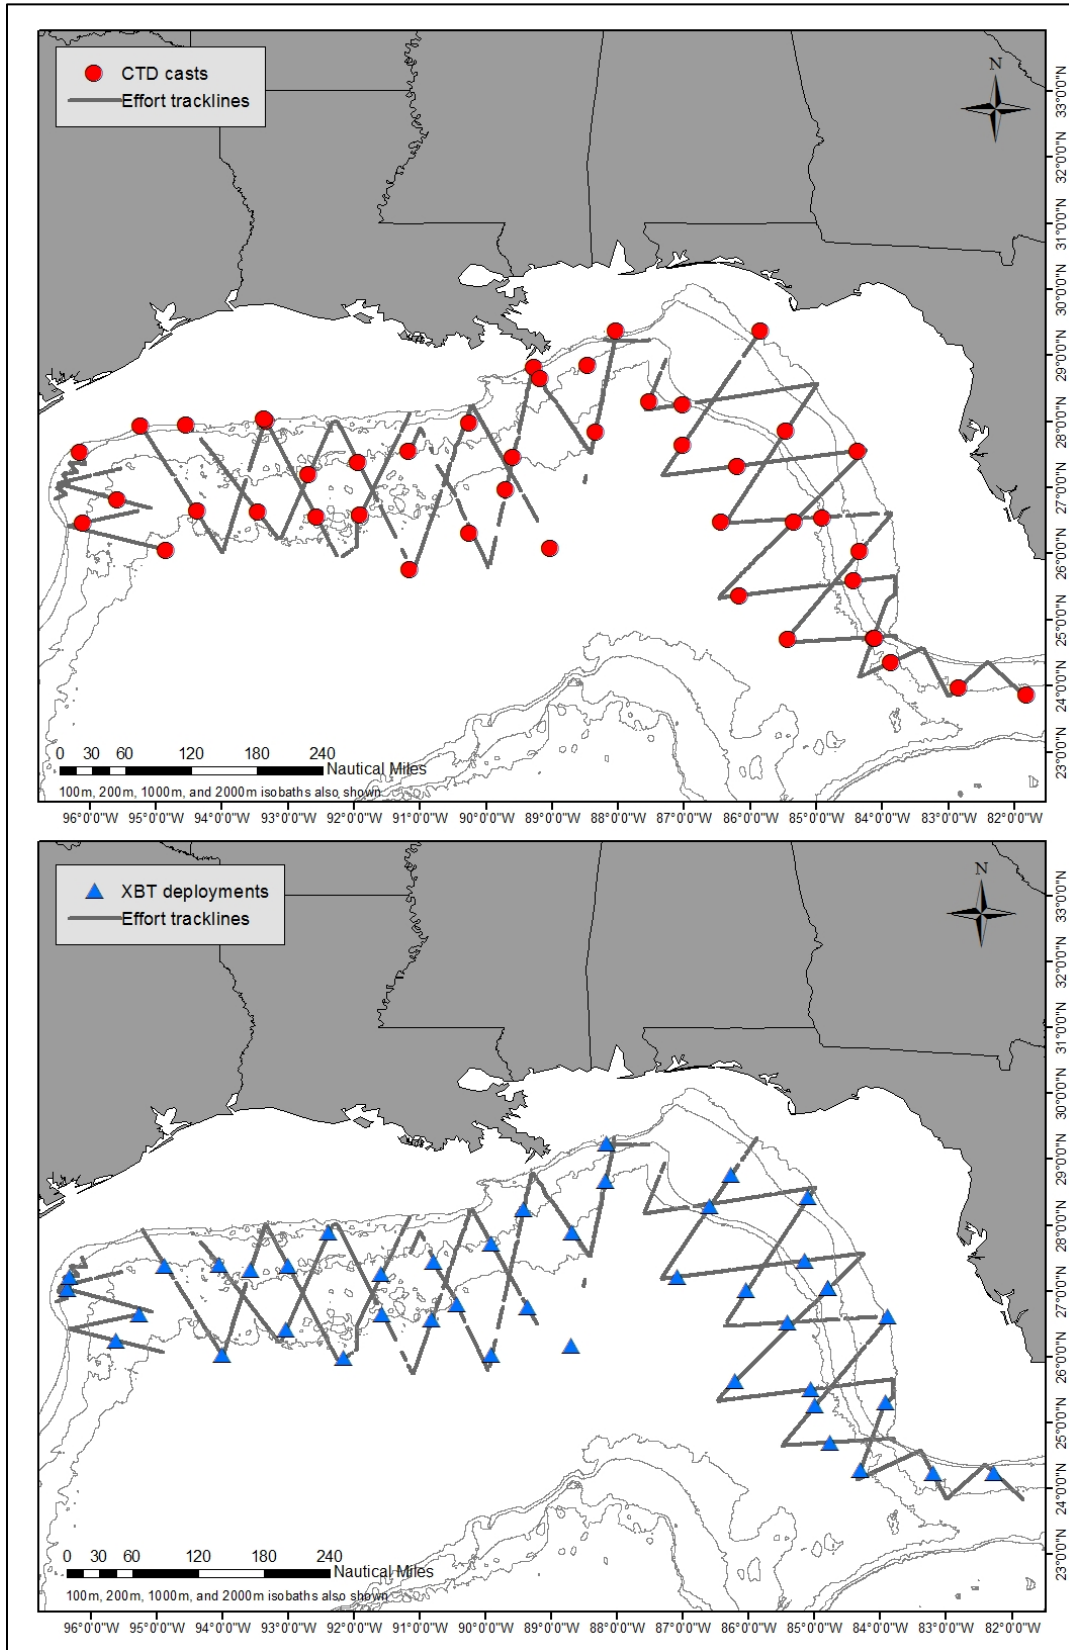 CTD casts
Effort tracklines
N
33°0'0"N
32°0'0"N
31°0'0"N
30°0'0"N
29°0'0"N
28°0'0"N
27°0'0"N
26°0'0"N
25°0'0"N
24°0'0"N
23°0'0"N
0 30 60 120 180 240
Nautical Miles
100m, 200m, 1000m, and 2000m isobaths also shown
96°0'0"W 95°0'0"W 94°0'0"W 93°0'0"W 92°0'0"W 91°0'0"W 90°0'0"W 89°0'0"W 88°0'0"W 87°0'0"W 86°0'0"W 85°0'0"W 84°0'0"W 83°0'0"W 82°0'0"W
XBT deployments
Effort tracklines
N
33°0'0"N
32°0'0"N
31°0'0"N
30°0'0"N
29°0'0"N
28°0'0"N
27°0'0"N
26°0'0"N
25°0'0"N
24°0'0"N
23°0'0"N
0 30 60 120 180 240
Nautical Miles
100m, 200m, 1000m, and 2000m isobaths also shown
96°0'0"W 95°0'0"W 94°0'0"W 93°0'0"W 92°0'0"W 91°0'0"W 90°0'0"W 89°0'0"W 88°0'0"W 87°0'0"W 86°0'0"W 85°0'0"W 84°0'0"W 83°0'0"W 82°0'0"W